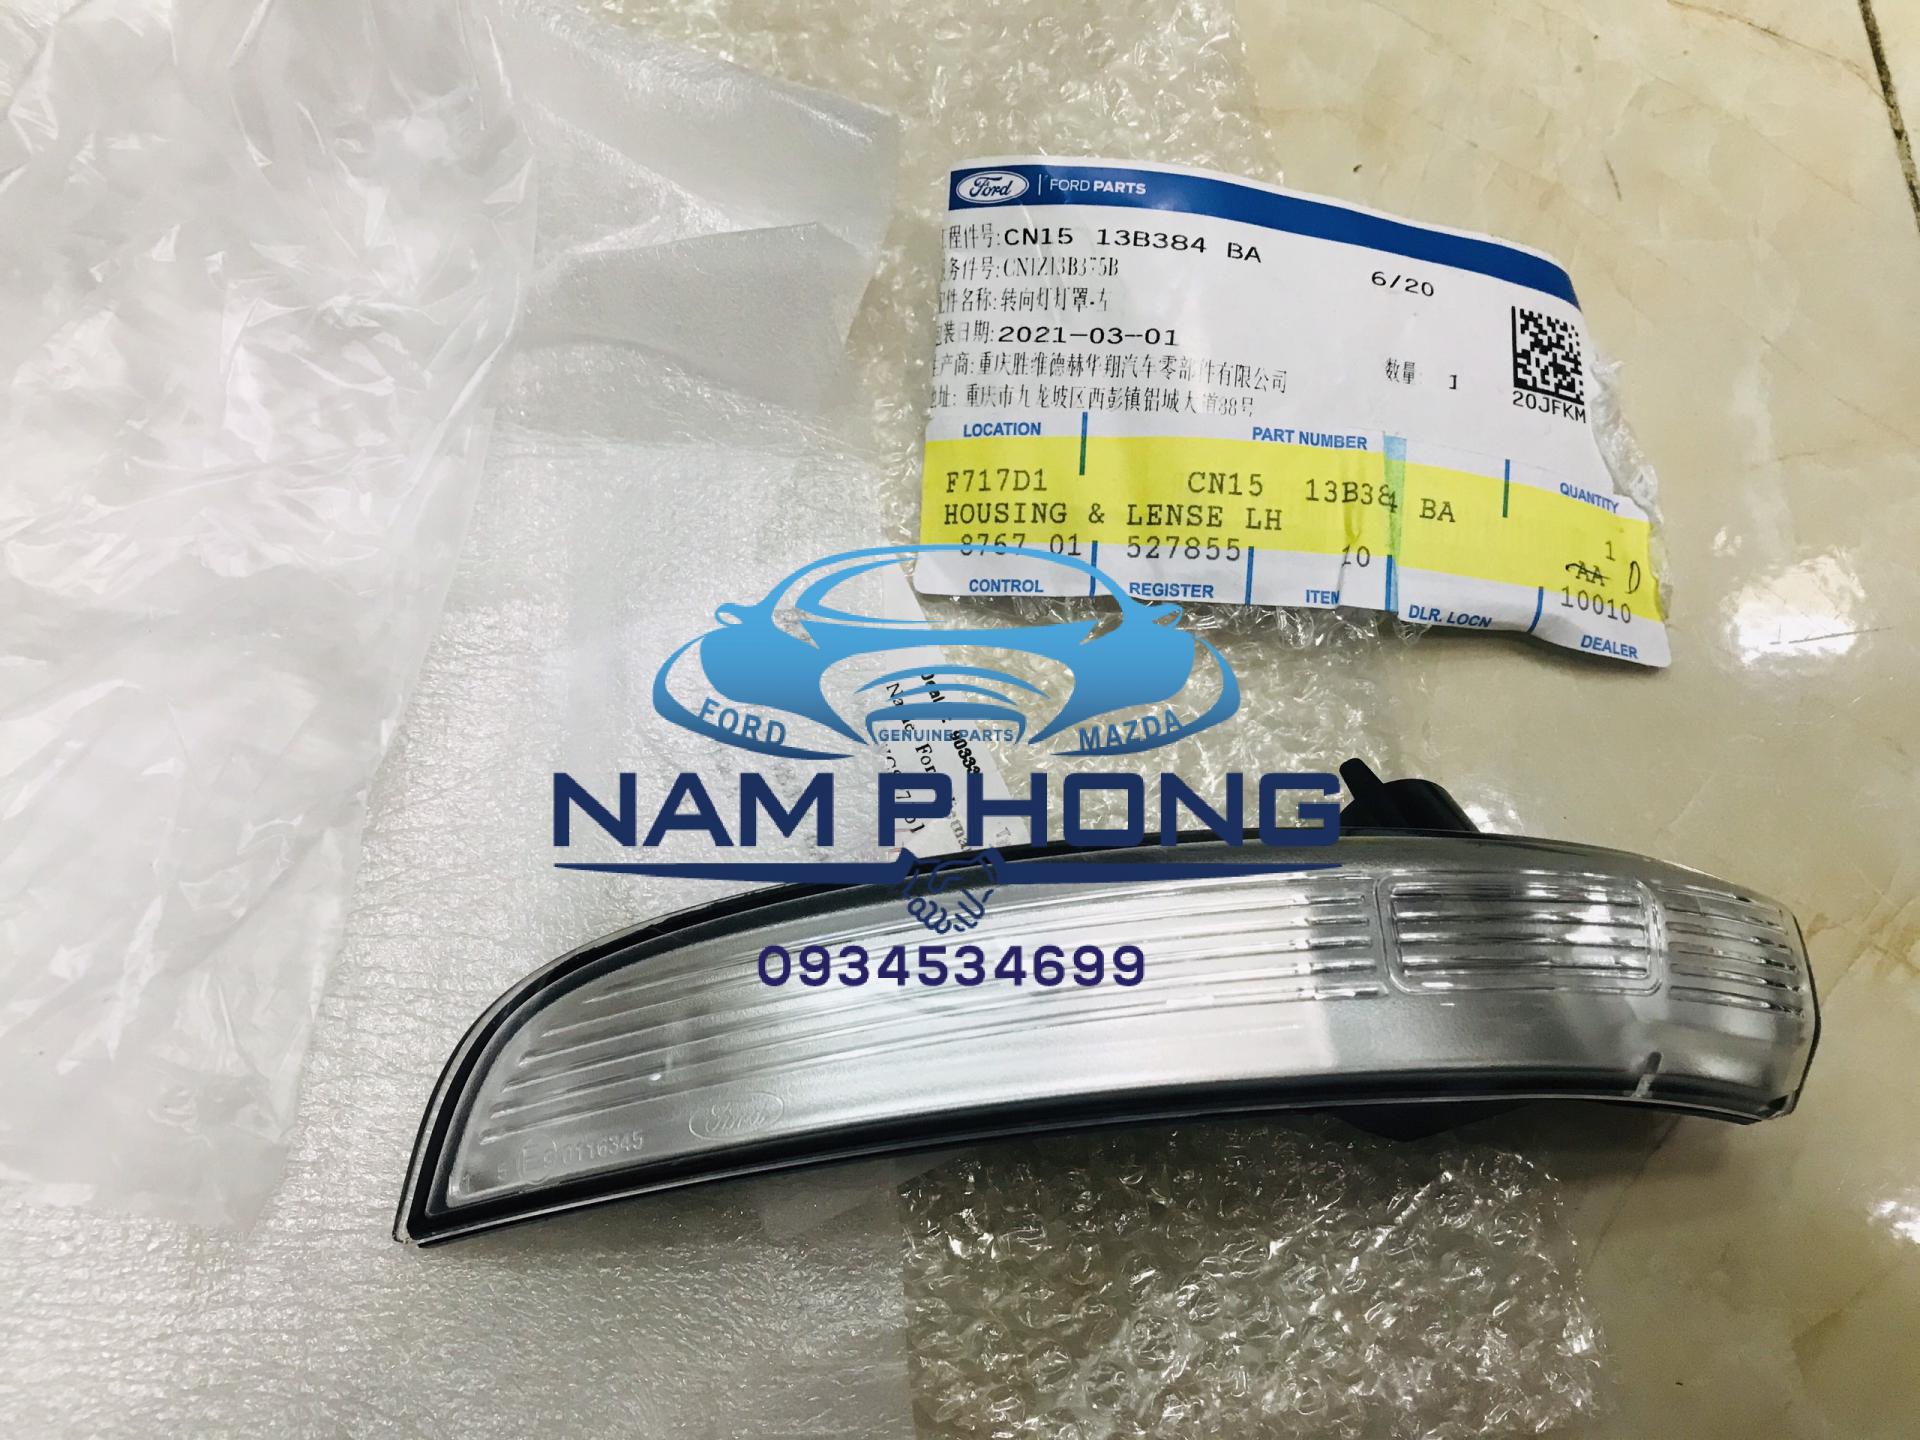 Ford | FORD PARTS
工程件号:CN15 13B384 BA
务件号:CN1Z13B375B
6/20
件名称:转向灯灯罩-左
包装日期:2021-03-01
生产商:重庆胜维德赫华翔汽车零部件有限公司
数量: 1
地址: 重庆市九龙坡区西彭镇铝城大道88号
20JFKM
LOCATION PART NUMBER QUANTITY
F717D1 CN15 13B384 BA
HOUSING & LENSE LH 1
8767 01 527855 10 AA D
10010
CONTROL REGISTER ITEM DLR. LOCN DEALER
FORD GENUINE PARTS MAZDA
NAM PHONG
0934534699
Ford
0116345